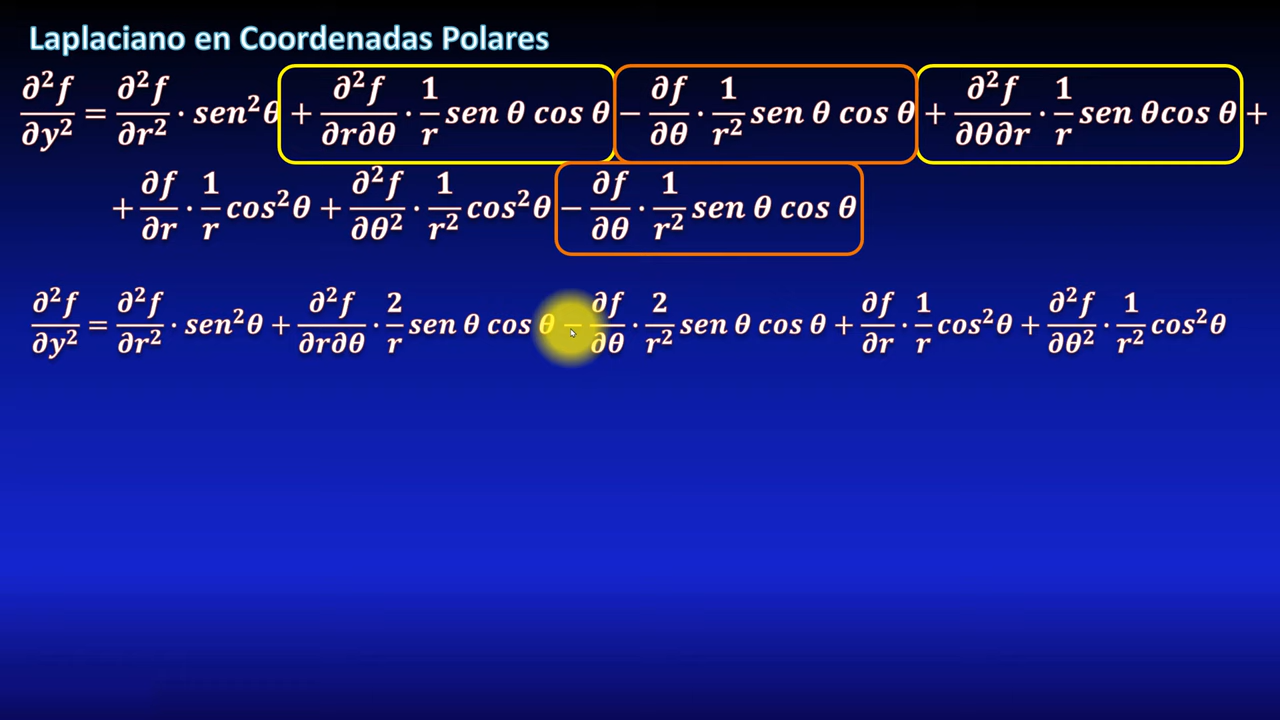 Laplaciano en Coordenadas Polares
∂²f/∂y² = ∂²f/∂r² · sen²θ + ∂²f/∂r∂θ · 1/r sen θ cos θ − ∂f/∂θ · 1/r² sen θ cos θ + ∂²f/∂θ∂r · 1/r sen θcos θ +
+ ∂f/∂r · 1/r cos²θ + ∂²f/∂θ² · 1/r² cos²θ − ∂f/∂θ · 1/r² sen θ cos θ
∂²f/∂y² = ∂²f/∂r² · sen²θ + ∂²f/∂r∂θ · 2/r sen θ cos θ − ∂f/∂θ · 2/r² sen θ cos θ + ∂f/∂r · 1/r cos²θ + ∂²f/∂θ² · 1/r² cos²θ